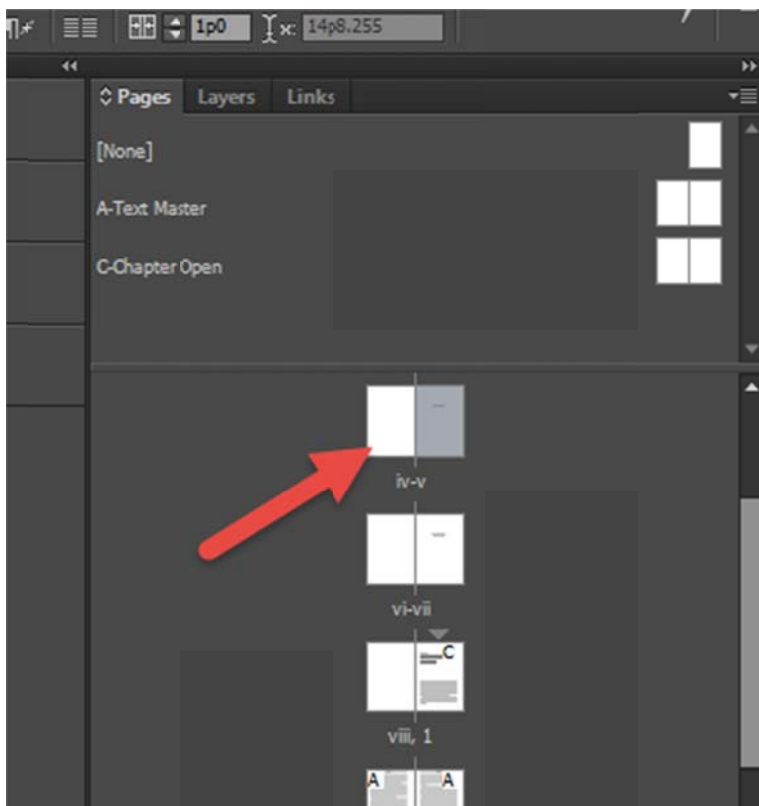 1p0 x: 14p8.255
Pages Layers Links
[None]
A-Text Master
C-Chapter Open
iv-v
vi-vii
C
viii, 1
A A